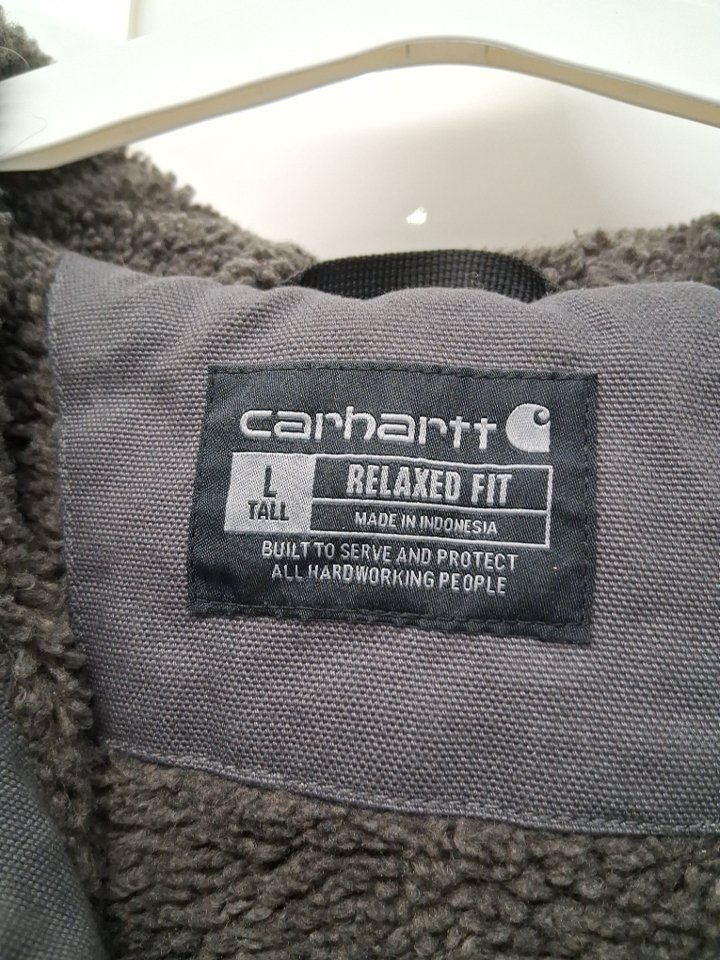 carhartt
L
TALL
RELAXED FIT
MADE IN INDONESIA
BUILT TO SERVE AND PROTECT
ALL HARDWORKING PEOPLE